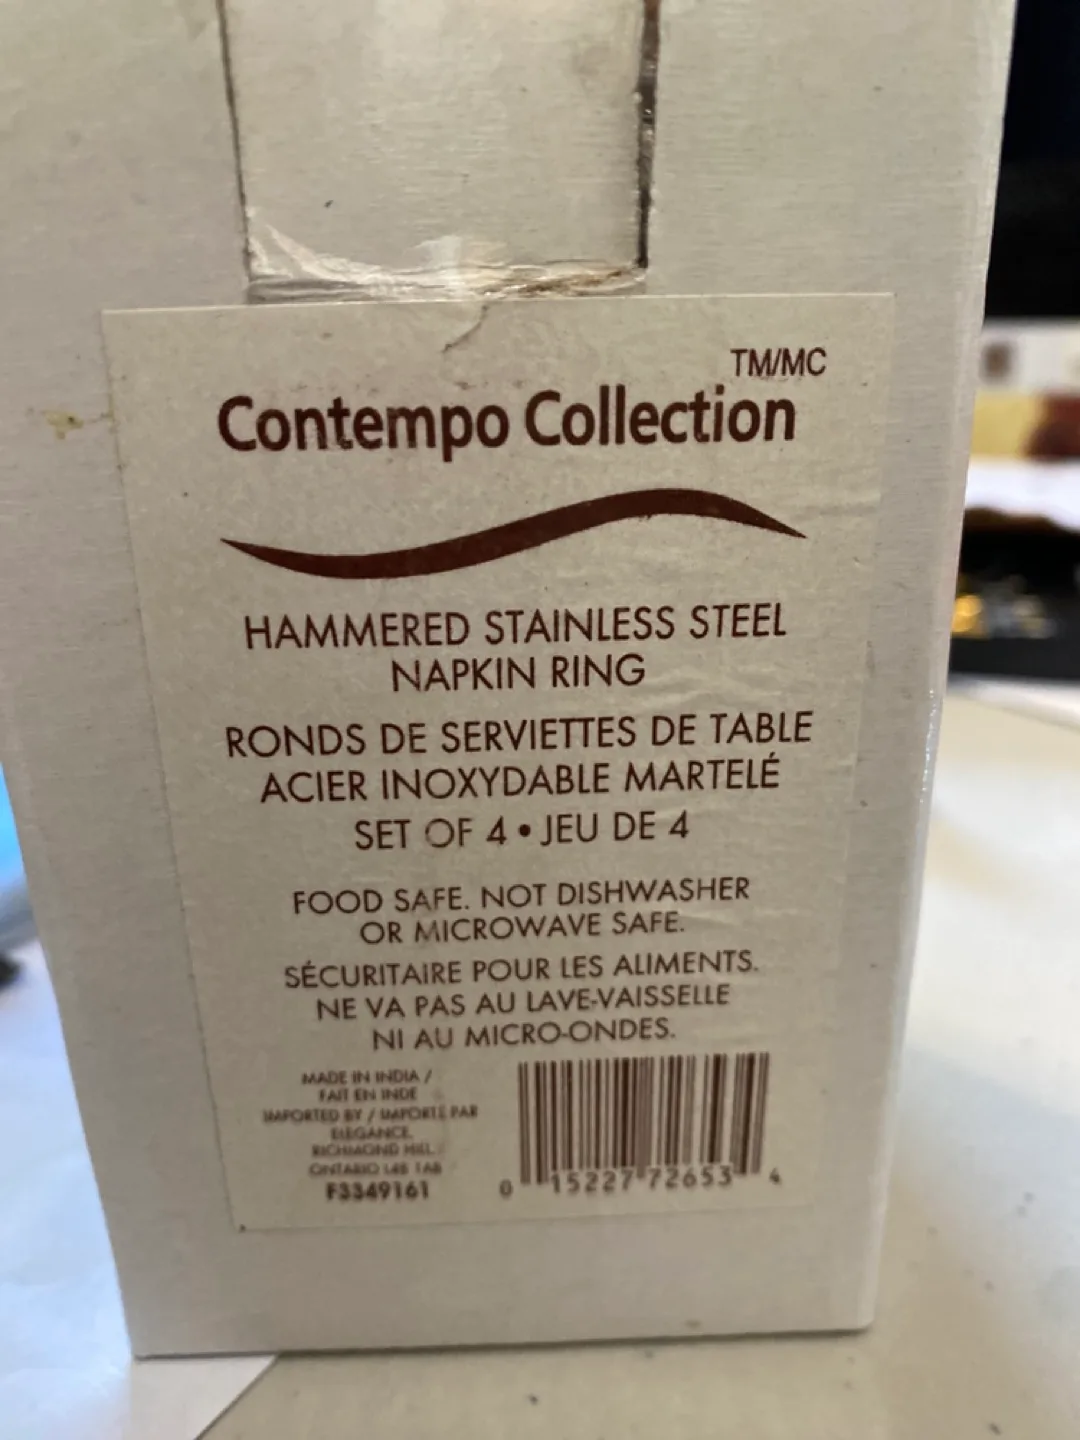 TM/MC
Contempo Collection
HAMMERED STAINLESS STEEL
NAPKIN RING
RONDS DE SERVIETTES DE TABLE
ACIER INOXYDABLE MARTELÉ
SET OF 4 • JEU DE 4
FOOD SAFE. NOT DISHWASHER
OR MICROWAVE SAFE.
SÉCURITAIRE POUR LES ALIMENTS.
NE VA PAS AU LAVE-VAISSELLE
NI AU MICRO-ONDES.
MADE IN INDIA /
FAIT EN INDE
IMPORTED BY / IMPORTÉ PAR
ELEGANCE.
RICHMOND HILL
ONTARIO L4B 1AB
F3349161
0 15227 72653 4